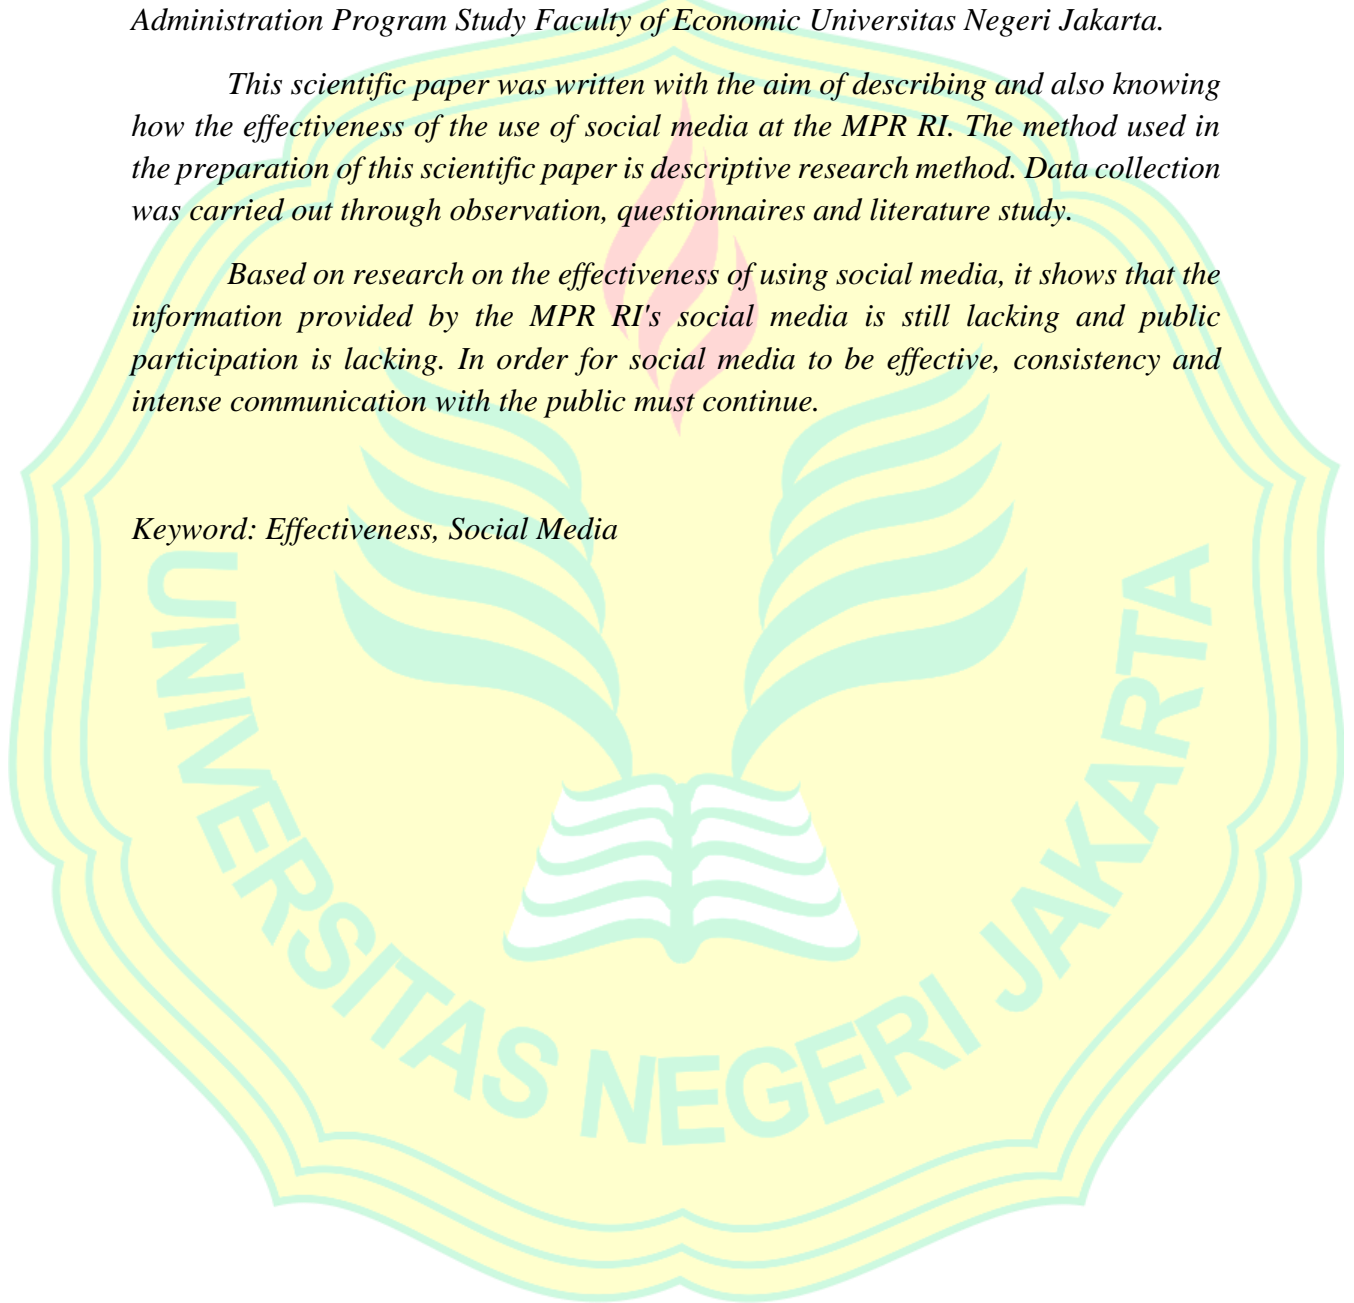 Administration Program Study Faculty of Economic Universitas Negeri Jakarta.
This scientific paper was written with the aim of describing and also knowing
how the effectiveness of the use of social media at the MPR RI. The method used in
the preparation of this scientific paper is descriptive research method. Data collection
was carried out through observation, questionnaires and literature study.
Based on research on the effectiveness of using social media, it shows that the
information provided by the MPR RI's social media is still lacking and public
participation is lacking. In order for social media to be effective, consistency and
intense communication with the public must continue.
Keyword: Effectiveness, Social Media
UNIVERSITAS NEGERI JAKARTA